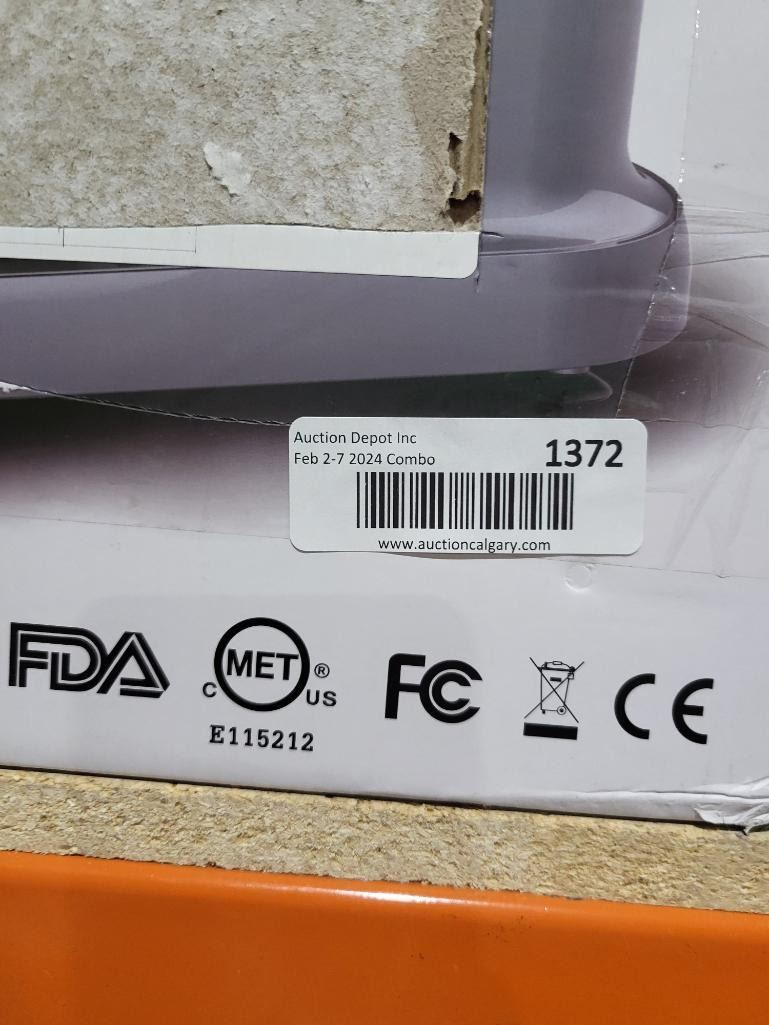 Auction Depot Inc
Feb 2-7 2024 Combo
1372
www.auctioncalgary.com
FDA
C MET ® US
E115212
FC
CE